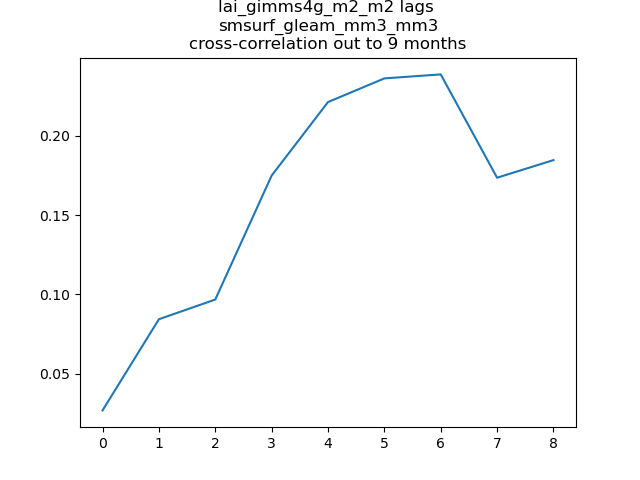 lai_gimms4g_m2_m2 lags
smsurf_gleam_mm3_mm3
cross-correlation out to 9 months
0.20
0.15
0.10
0.05
0 1 2 3 4 5 6 7 8